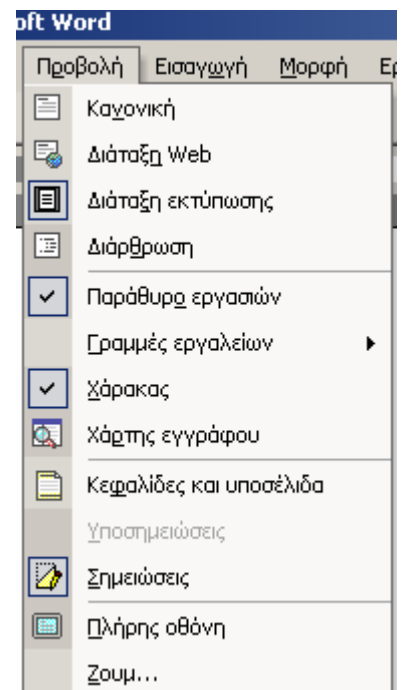 oft Word
Προβολή Εισαγωγή Μορφή Ερ
Κανονική
Διάταξη Web
Διάταξη εκτύπωσης
Διάρθρωση
Παράθυρο εργασιών
Γραμμές εργαλείων
Χάρακας
Χάρτης εγγράφου
Κεφαλίδες και υποσέλιδα
Υποσημειώσεις
Σημειώσεις
Πλήρης οθόνη
Ζουμ...